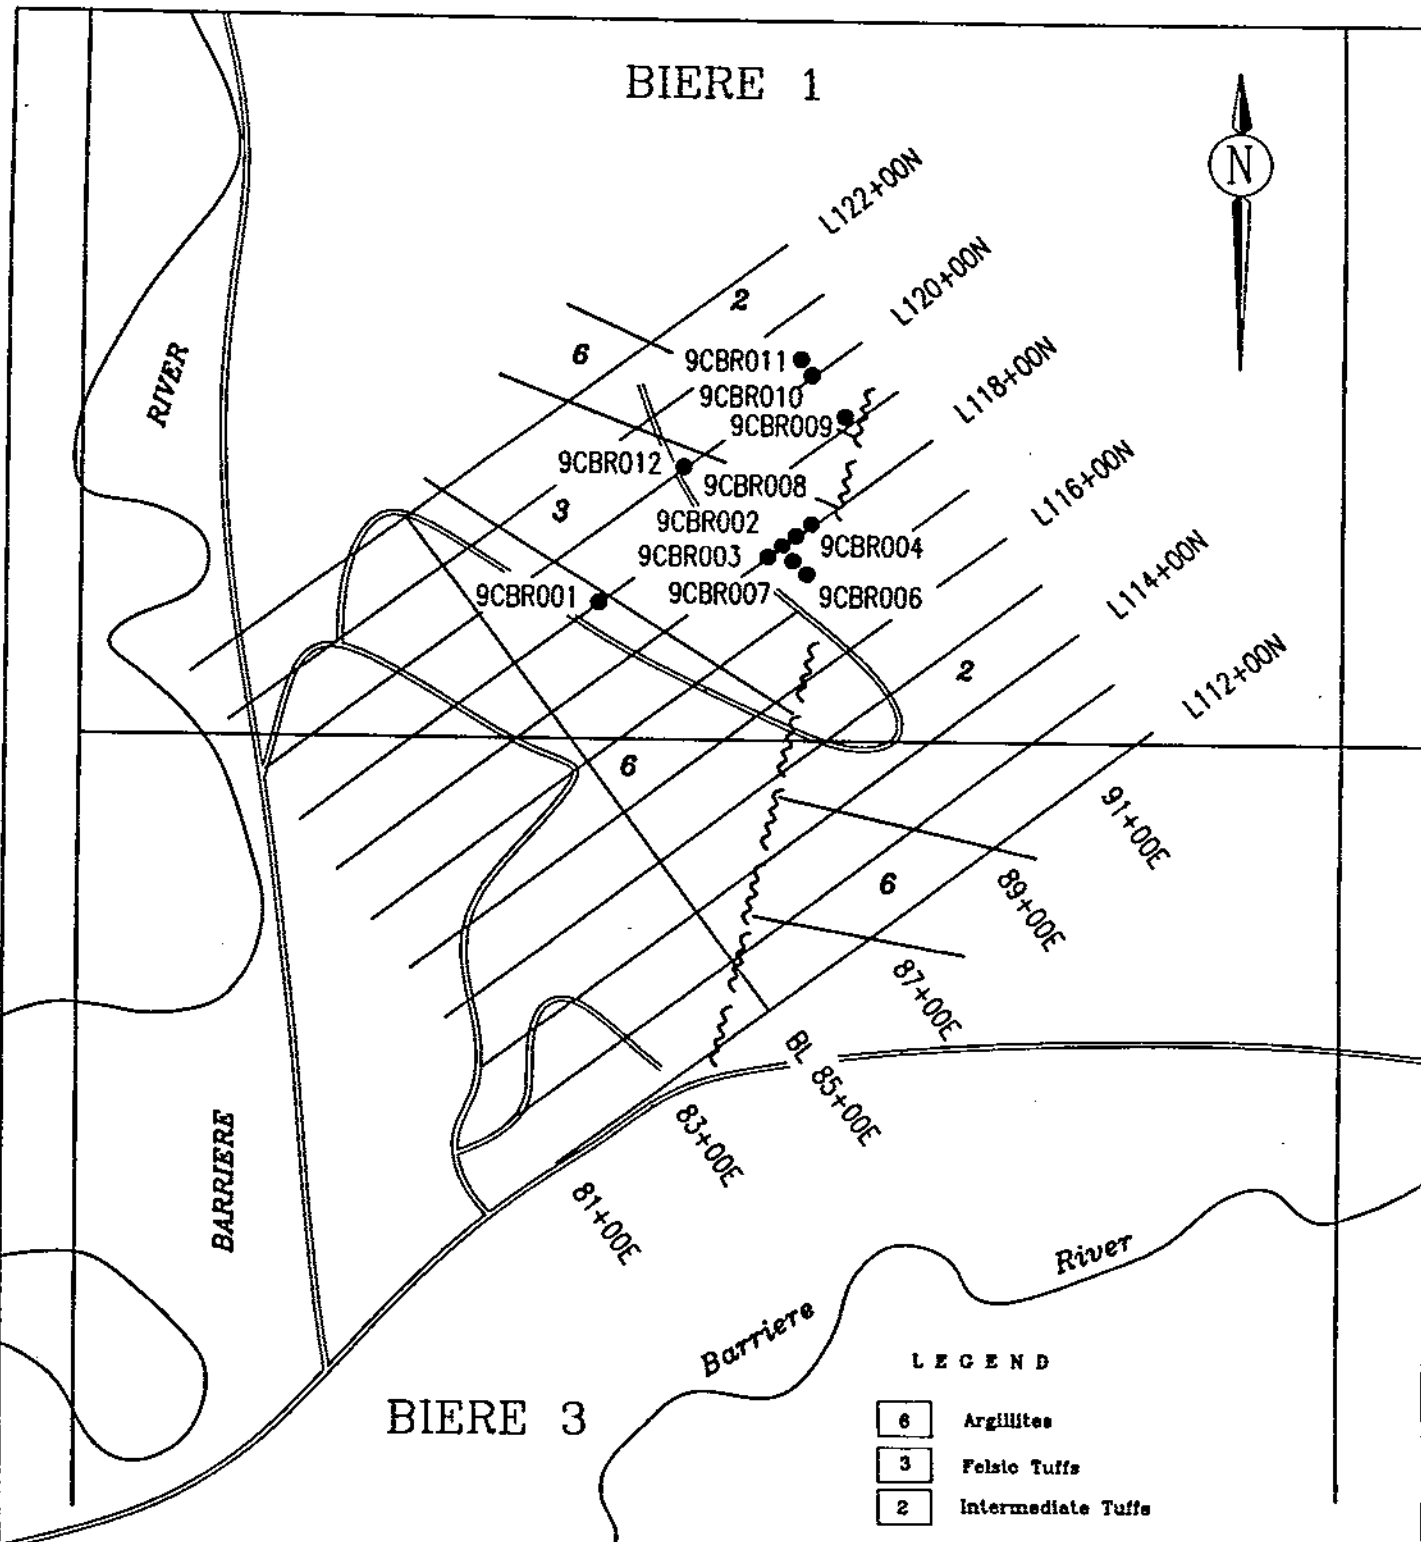 BIERE 1
N
L122+00N
L120+00N
L118+00N
L116+00N
L114+00N
L112+00N
2
6
RIVER
9CBR011
9CBR010
9CBR009
9CBR012
9CBR008
3
9CBR002
9CBR003
9CBR004
9CBR001
9CBR007
9CBR006
2
6
6
91+00E
89+00E
87+00E
BL 85+00E
83+00E
81+00E
BARRIERE
Barriere River
BIERE 3
LEGEND
6 Argillites
3 Felsic Tuffs
2 Intermediate Tuffs